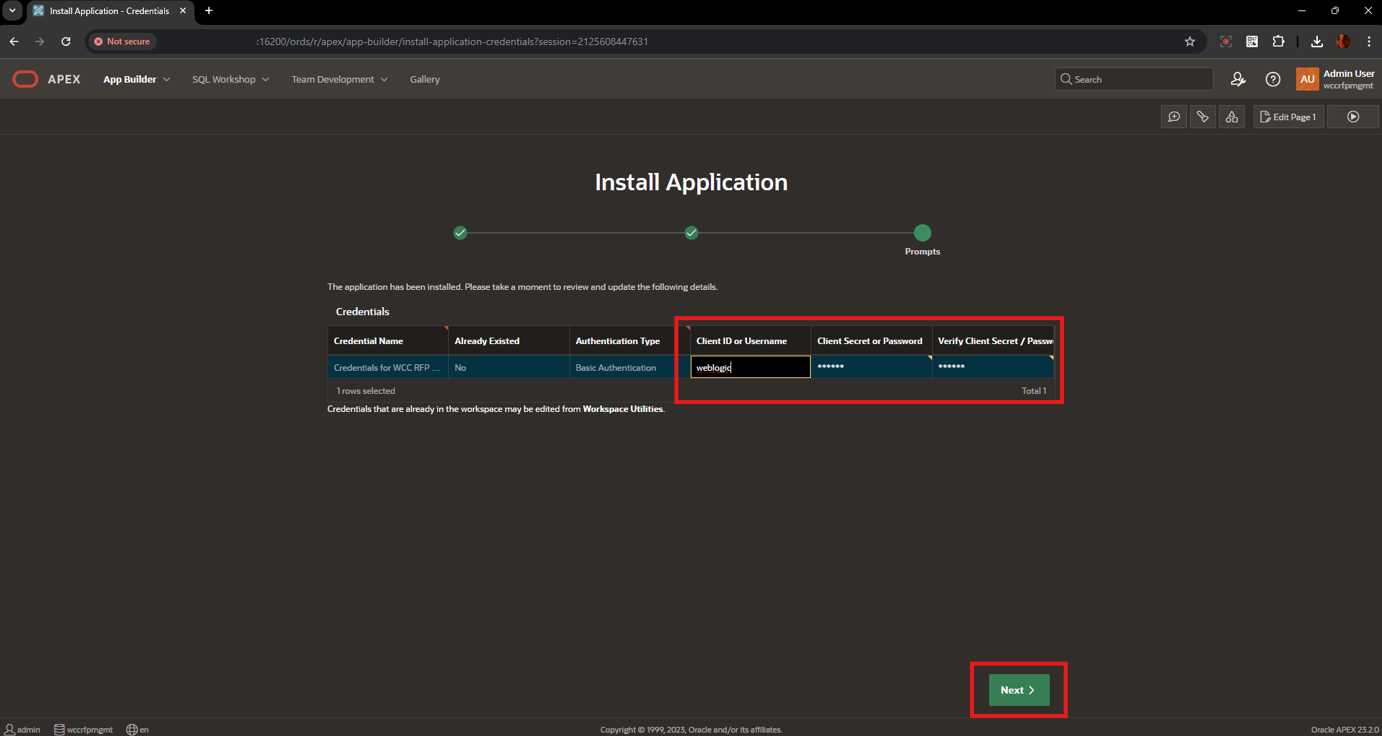 Install Application - Credentials
Not secure
:16200/ords/r/apex/app-builder/install-application-credentials?session=2125608447631
APEX App Builder SQL Workshop Team Development Gallery
Search
AU
Admin User
wccrfpmgmt
Edit Page 1
Install Application
Prompts
The application has been installed. Please take a moment to review and update the following details.
Credentials
Credential Name Already Existed Authentication Type Client ID or Username Client Secret or Password Verify Client Secret / Passw
Credentials for WCC RFP ... No Basic Authentication weblogic ****** ******
1 rows selected Total 1
Credentials that are already in the workspace may be edited from Workspace Utilities.
Next
admin wccrfpmgmt en Copyright © 1999, 2023, Oracle and/or its affiliates. Oracle APEX 23.2.0